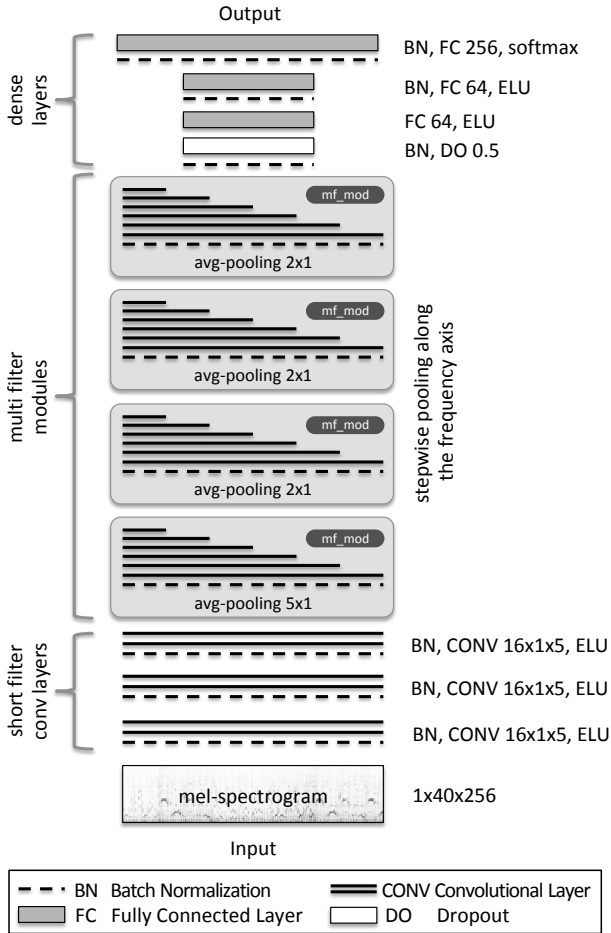 Output
BN, FC 256, softmax
BN, FC 64, ELU
FC 64, ELU
BN, DO 0.5
dense
layers
mf_mod
avg-pooling 2x1
mf_mod
avg-pooling 2x1
mf_mod
avg-pooling 2x1
mf_mod
avg-pooling 5x1
multi filter
modules
stepwise pooling along
the frequency axis
BN, CONV 16x1x5, ELU
BN, CONV 16x1x5, ELU
BN, CONV 16x1x5, ELU
short filter
conv layers
mel-spectrogram
1x40x256
Input
BN Batch Normalization
CONV Convolutional Layer
FC Fully Connected Layer
DO Dropout